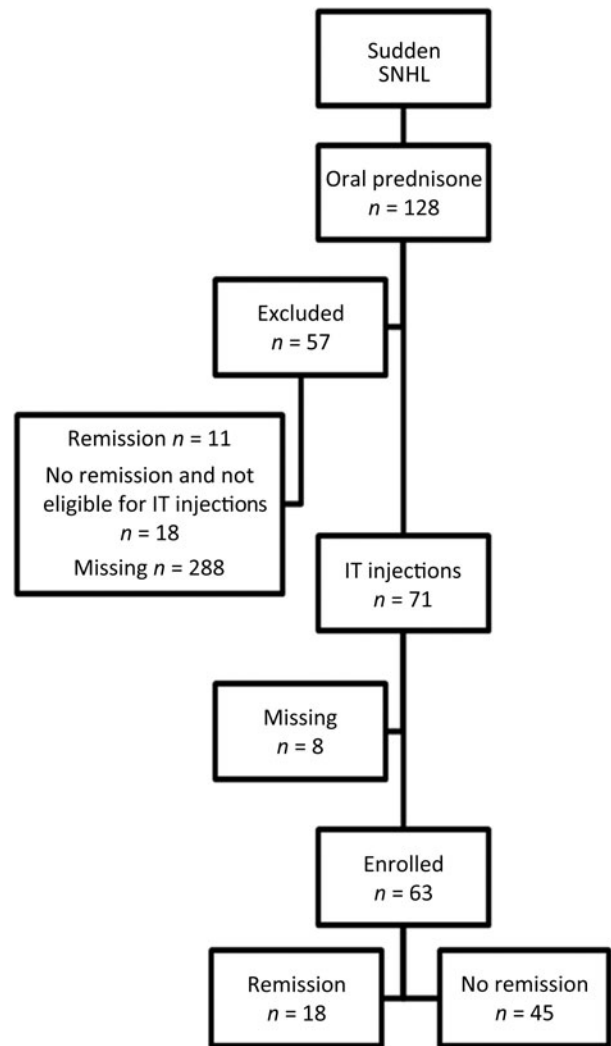 Sudden
SNHL
Oral prednisone
n = 128
Excluded
n = 57
Remission n = 11
No remission and not
eligible for IT injections
n = 18
Missing n = 288
IT injections
n = 71
Missing
n = 8
Enrolled
n = 63
Remission
n = 18
No remission
n = 45